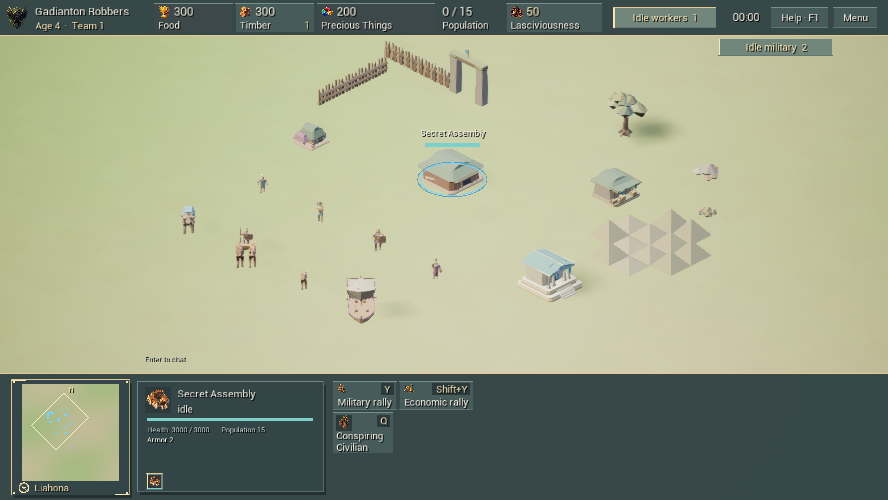 Gadianton Robbers
Age 4 · Team 1
300
Food
300
Timber 1
200
Precious Things
0 / 15
Population
50
Lasciviousness
Idle workers 1
00:00
Help · F1
Menu
Idle military 2
Secret Assembly
Enter to chat
n
Liahona
Secret Assembly
idle
Health 3000 / 3000 Population 15
Armor 2
Y
Military rally
Shift+Y
Economic rally
Q
Conspiring
Civilian